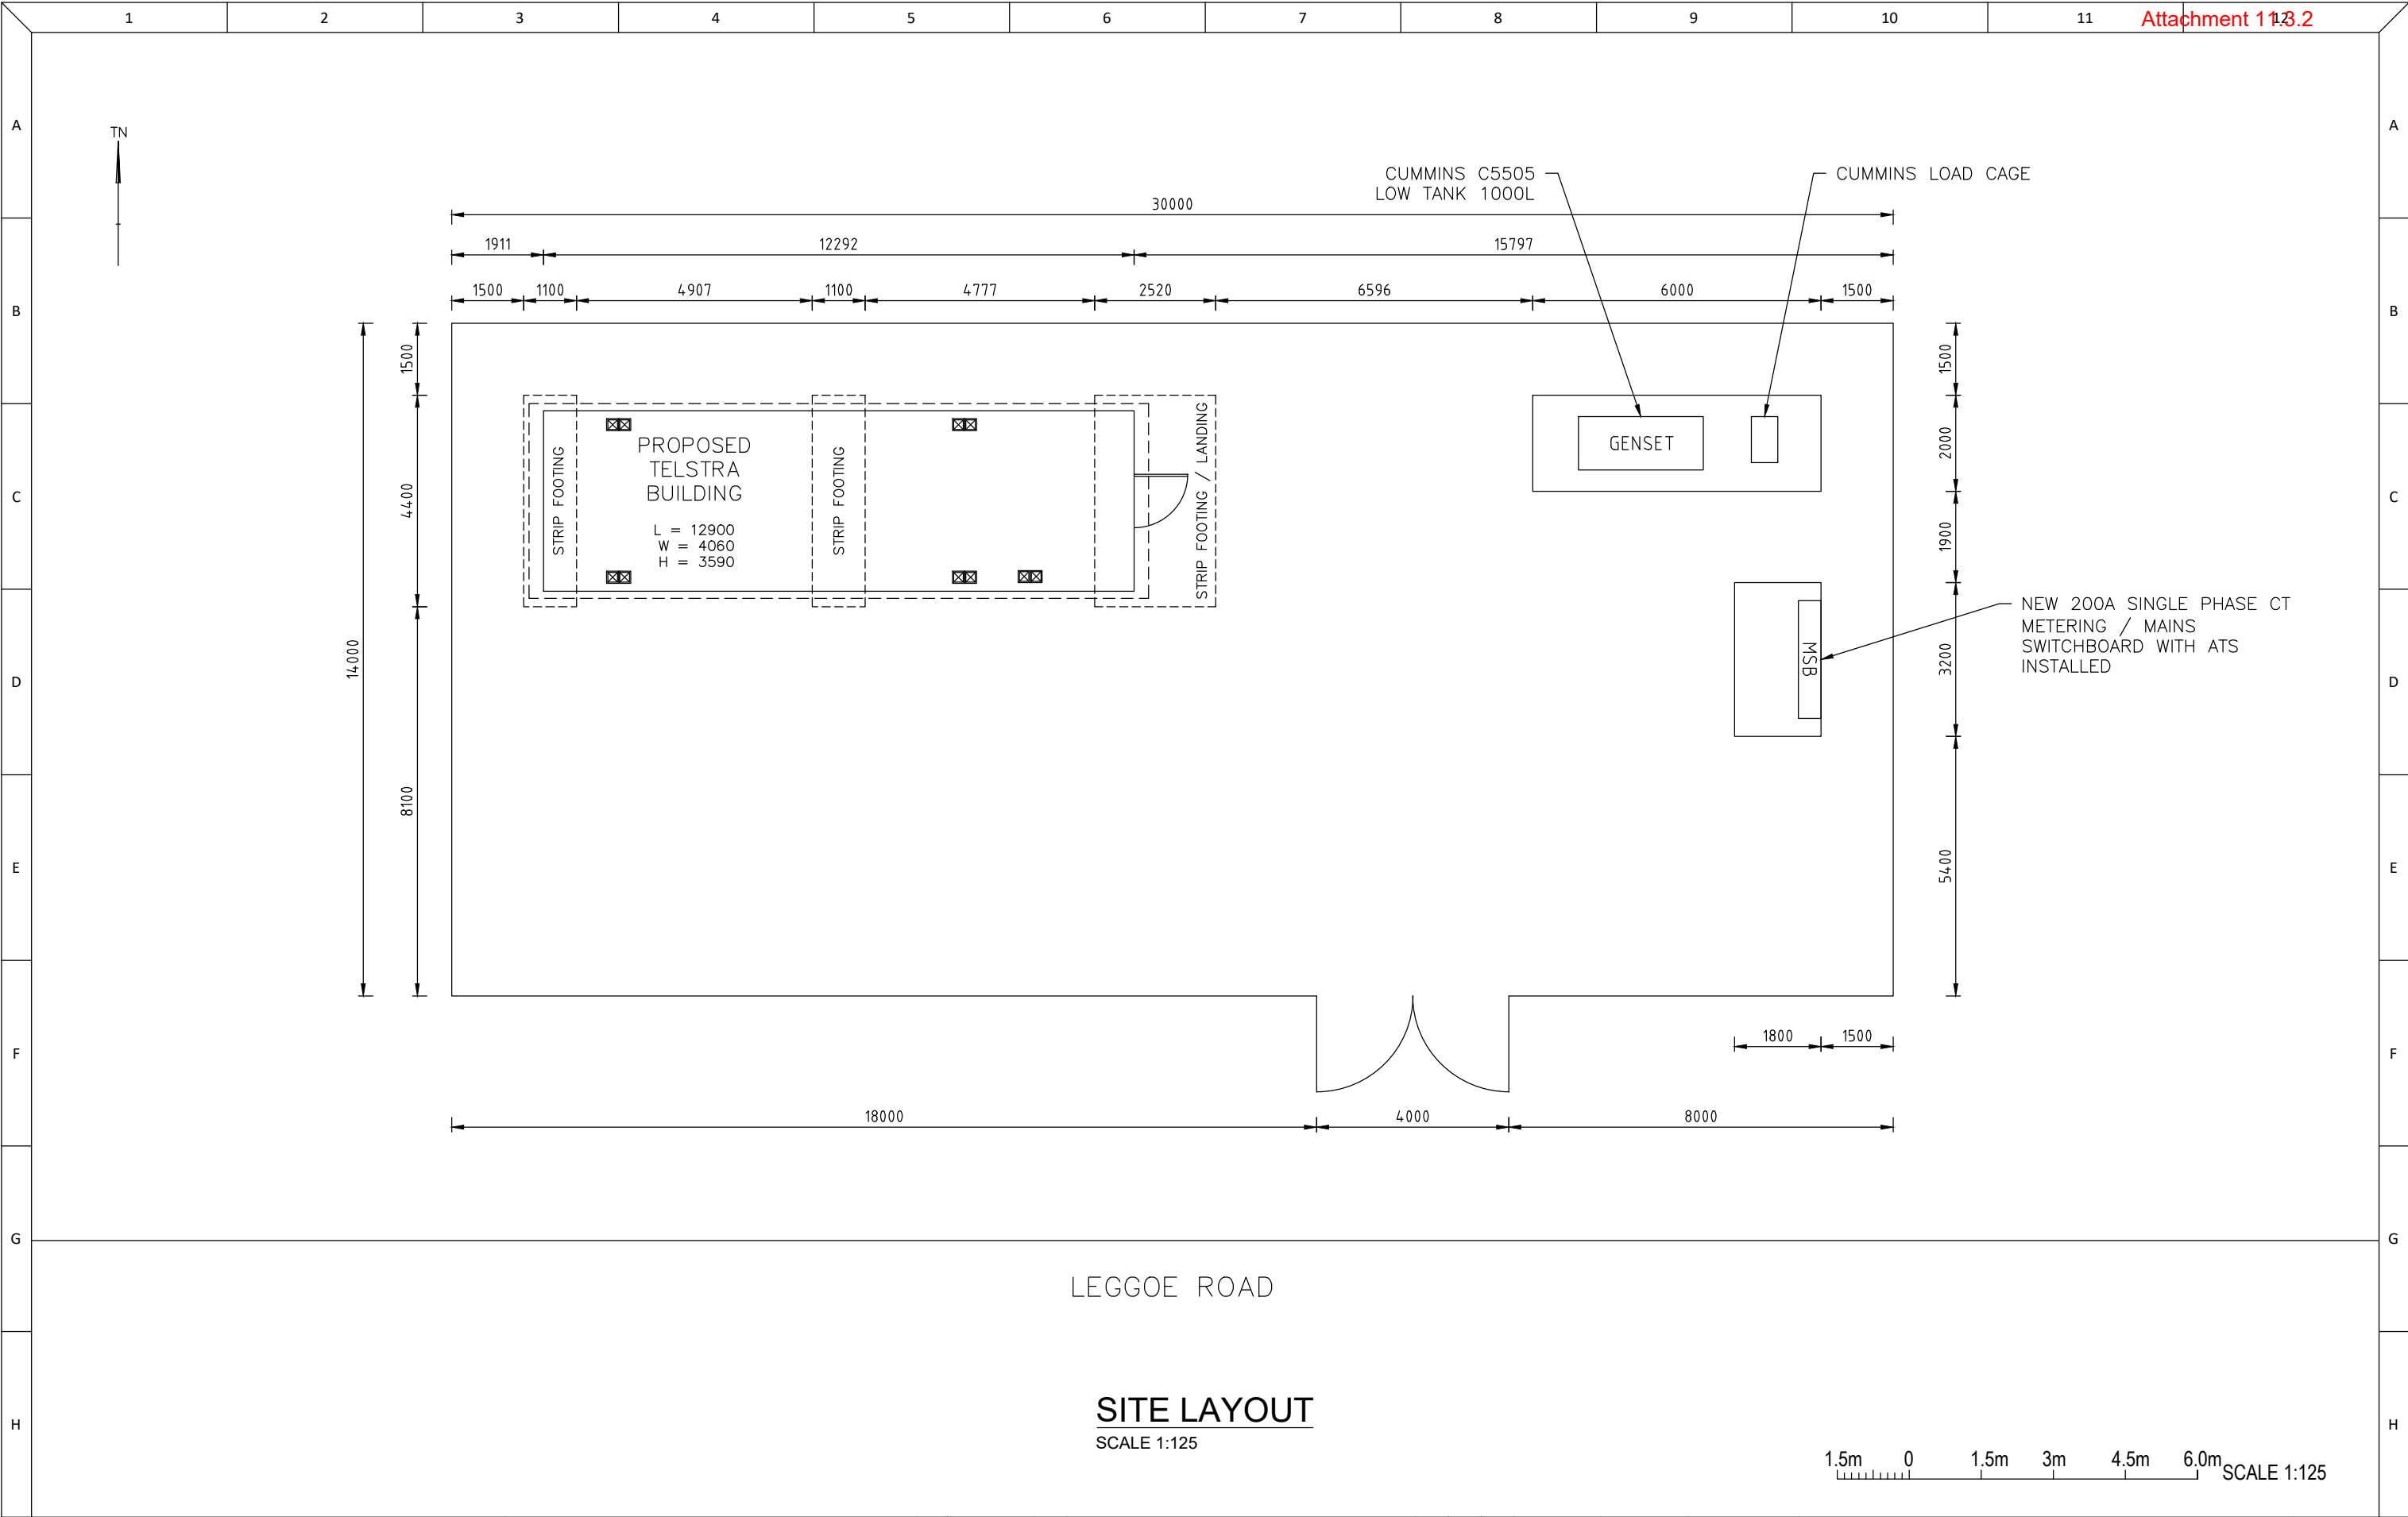 1 2 3 4 5 6 7 8 9 10 11 12
Attachment 11.3.2
A A
TN
CUMMINS C5505
LOW TANK 1000L
CUMMINS LOAD CAGE
30000
1911 12292 15797
1500 1100 4907 1100 4777 2520 6596 6000 1500
B B
1500
4400
8100
14000
1500
2000
1900
3200
5400
STRIP FOOTING
PROPOSED
TELSTRA
BUILDING
L = 12900
W = 4060
H = 3590
STRIP FOOTING
STRIP FOOTING / LANDING
GENSET
C C
MSB
NEW 200A SINGLE PHASE CT
METERING / MAINS
SWITCHBOARD WITH ATS
INSTALLED
D D
E E
1800 1500
F F
18000 4000 8000
G G
LEGGOE ROAD
SITE LAYOUT
SCALE 1:125
H H
1.5m 0 1.5m 3m 4.5m 6.0m SCALE 1:125